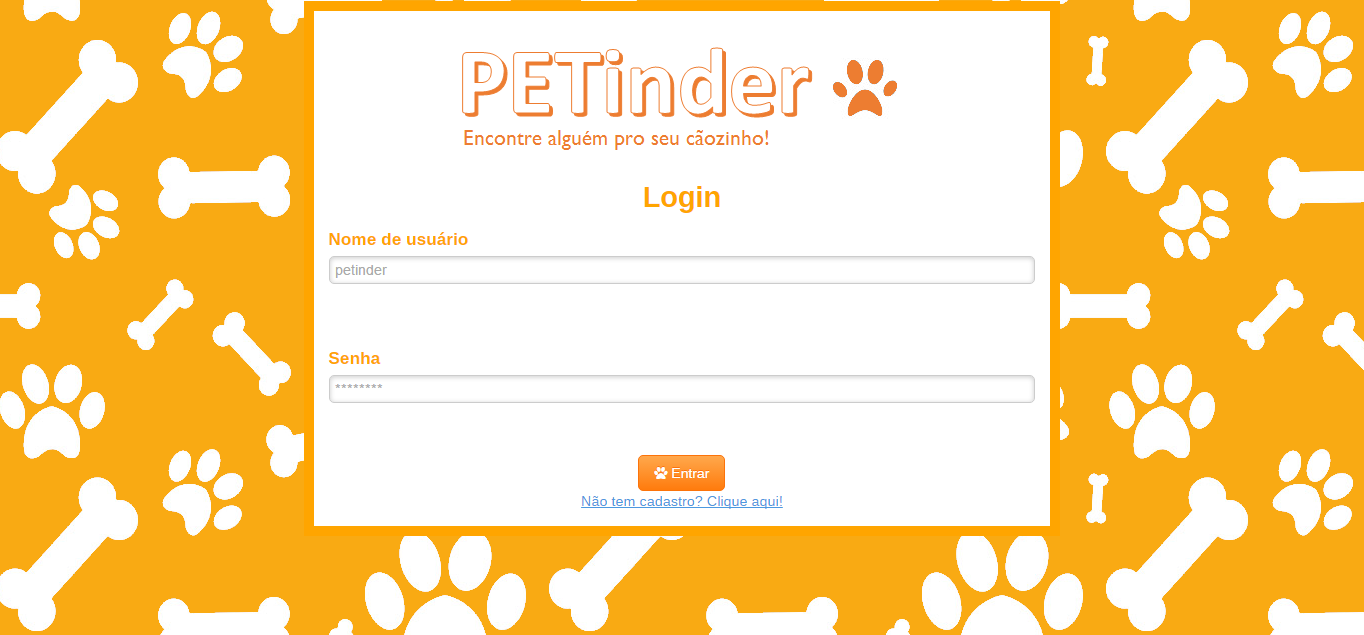 PETinder
Encontre alguém pro seu cãozinho!
Login
Nome de usuário
petinder
Senha
********
Entrar
Não tem cadastro? Clique aqui!